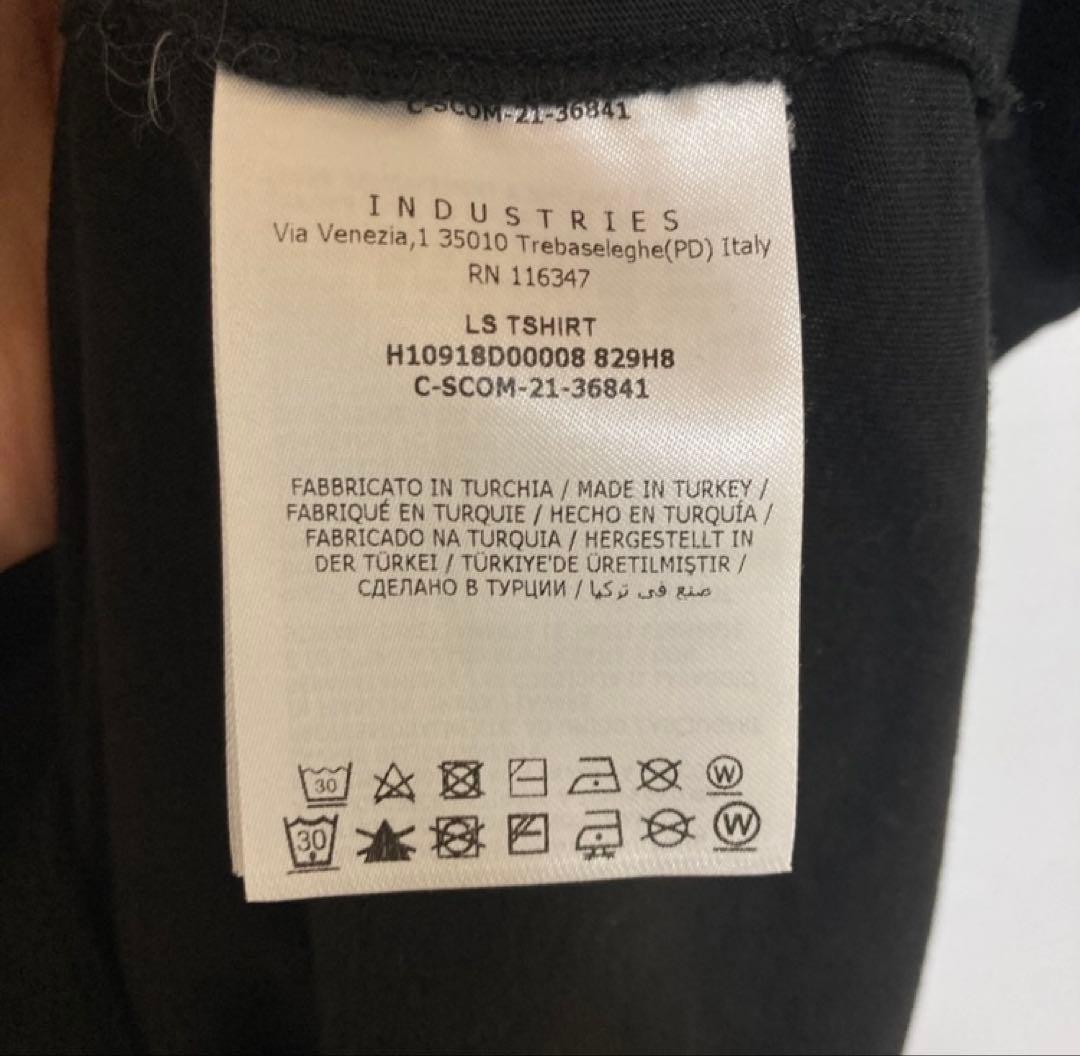 C-SCOM-21-36841
INDUSTRIES
Via Venezia,1 35010 Trebaseleghe(PD) Italy
RN 116347
LS TSHIRT
H10918D00008 829H8
C-SCOM-21-36841
FABBRICATO IN TURCHIA / MADE IN TURKEY /
FABRIQUÉ EN TURQUIE / HECHO EN TURQUÍA /
FABRICADO NA TURQUIA / HERGESTELLT IN
DER TÜRKEI / TÜRKIYE'DE ÜRETILMIŞTIR /
СДЕЛАНО В ТУРЦИИ / صنع في تركيا
30 W
30 W